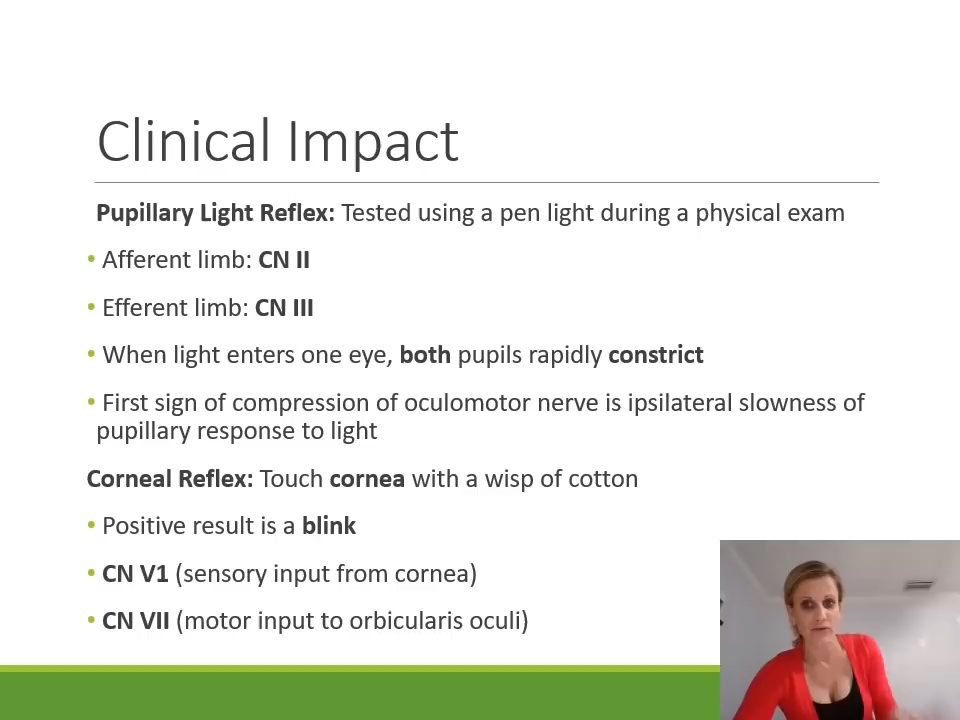 Clinical Impact
Pupillary Light Reflex: Tested using a pen light during a physical exam
• Afferent limb: CN II
• Efferent limb: CN III
• When light enters one eye, both pupils rapidly constrict
• First sign of compression of oculomotor nerve is ipsilateral slowness of
pupillary response to light
Corneal Reflex: Touch cornea with a wisp of cotton
• Positive result is a blink
• CN V1 (sensory input from cornea)
• CN VII (motor input to orbicularis oculi)